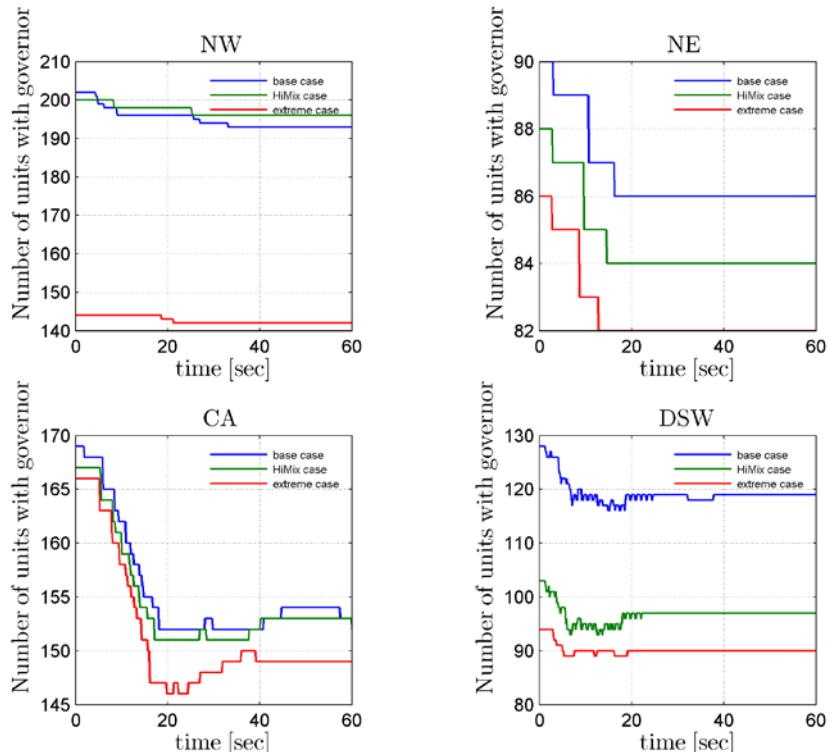 NW
Number of units with governor
210
200
190
180
170
160
150
140
0
20
40
60
time [sec]
base case
HiMix case
extreme case
NE
Number of units with governor
90
88
86
84
82
0
20
40
60
time [sec]
base case
HiMix case
extreme case
CA
Number of units with governor
170
165
160
155
150
145
0
20
40
60
time [sec]
base case
HiMix case
extreme case
DSW
Number of units with governor
130
120
110
100
90
80
0
20
40
60
time [sec]
base case
HiMix case
extreme case